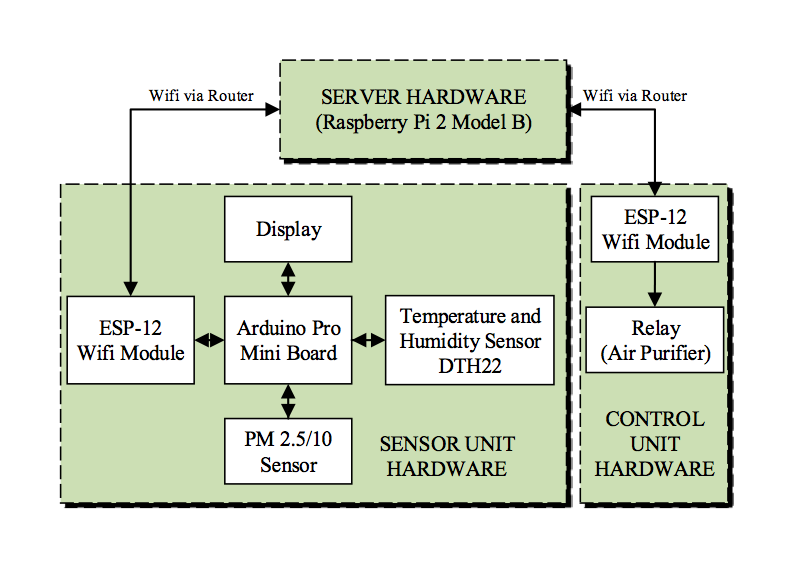 Wifi via Router
SERVER HARDWARE
(Raspberry Pi 2 Model B)
Wifi via Router
Display
ESP-12
Wifi Module
Arduino Pro
Mini Board
Temperature and
Humidity Sensor
DTH22
PM 2.5/10
Sensor
SENSOR UNIT
HARDWARE
ESP-12
Wifi Module
Relay
(Air Purifier)
CONTROL
UNIT
HARDWARE